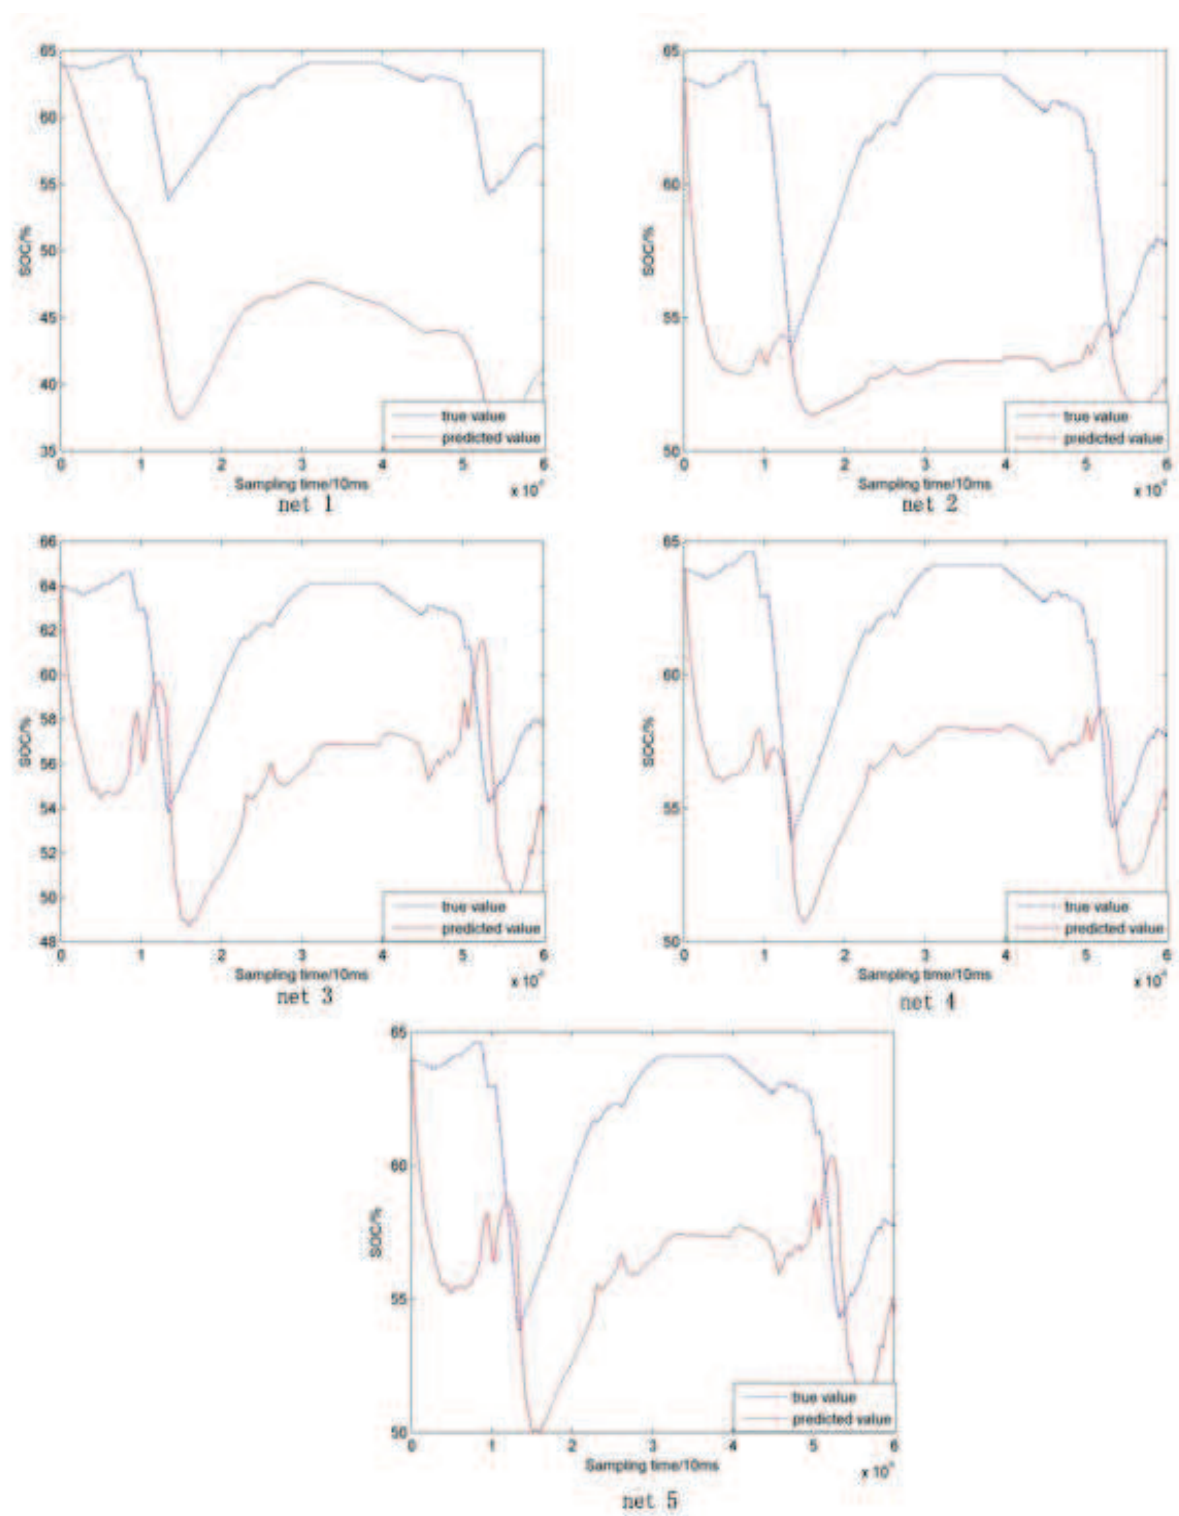 65
60
55
50
45
40
35
SOC/%
true value
predicted value
0 1 2 3 4 5 6
Sampling time/10ms
net 1
65
60
55
50
SOC/%
true value
predicted value
0 1 2 3 4 5 6
Sampling time/10ms
net 2
66
64
62
60
58
56
54
52
50
48
SOC/%
true value
predicted value
0 1 2 3 4 5 6
Sampling time/10ms
net 3
65
60
55
50
SOC/%
true value
predicted value
0 1 2 3 4 5 6
Sampling time/10ms
net 4
65
60
55
50
SOC/%
true value
predicted value
0 1 2 3 4 5 6
Sampling time/10ms
net 5